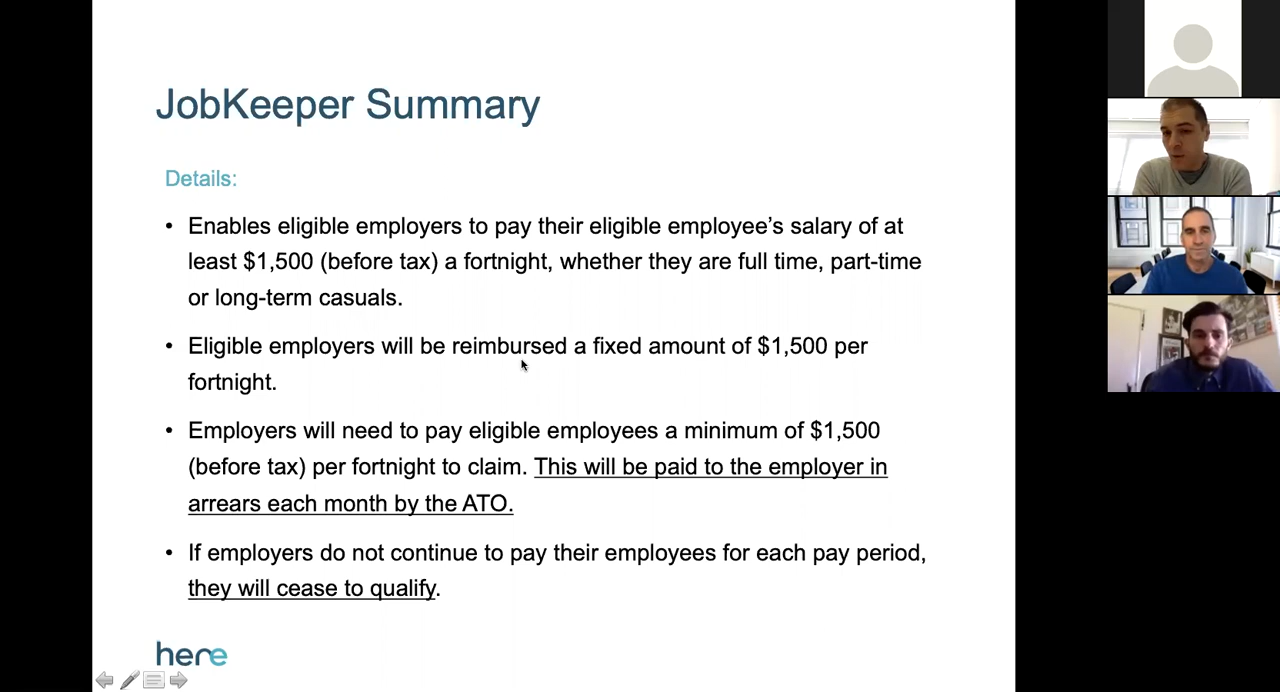 JobKeeper Summary
Details:
• Enables eligible employers to pay their eligible employee’s salary of at
least $1,500 (before tax) a fortnight, whether they are full time, part-time
or long-term casuals.
• Eligible employers will be reimbursed a fixed amount of $1,500 per
fortnight.
• Employers will need to pay eligible employees a minimum of $1,500
(before tax) per fortnight to claim. This will be paid to the employer in
arrears each month by the ATO.
• If employers do not continue to pay their employees for each pay period,
they will cease to qualify.
here